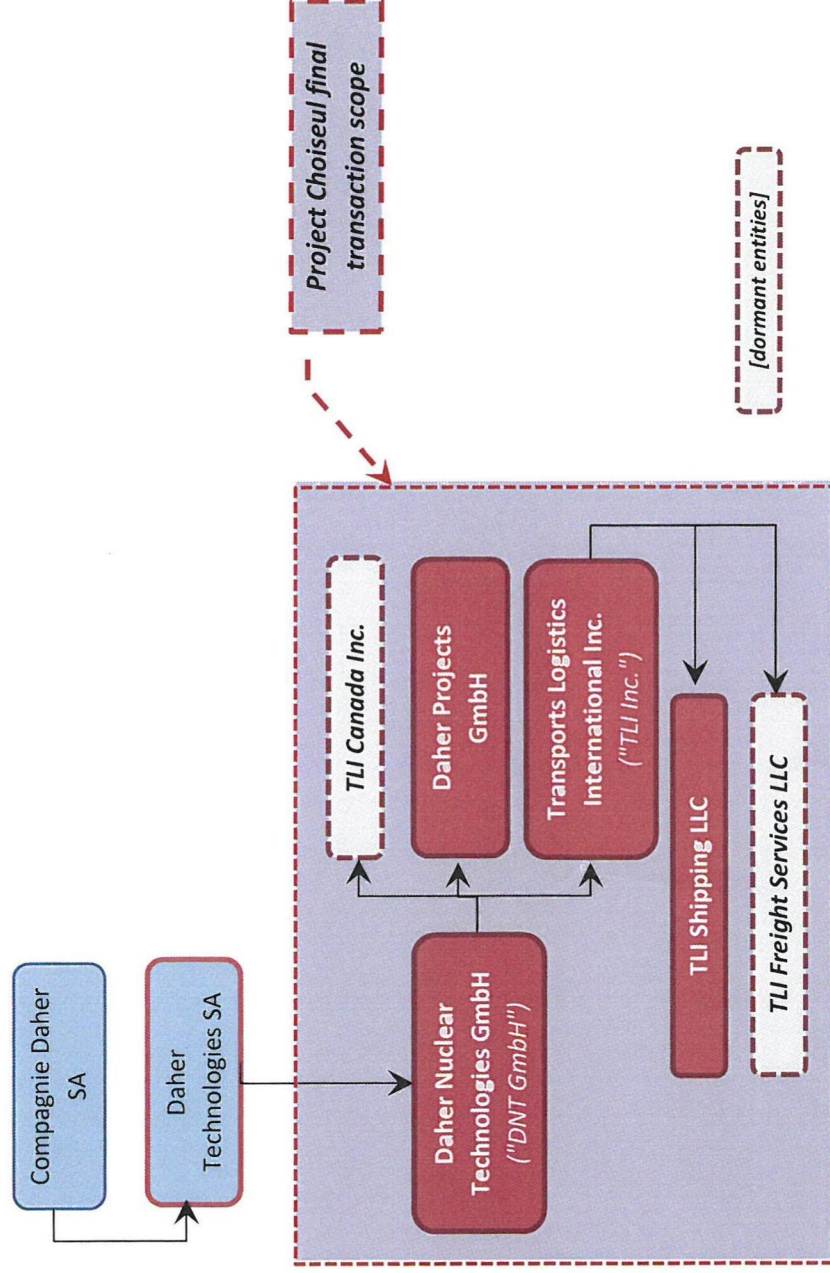 Compagnie Daher
SA
Daher
Technologies SA
Project Choiseul final
transaction scope
Daher Nuclear
Technologies GmbH
("DNT GmbH")
TLI Canada Inc.
Daher Projects
GmbH
Transports Logistics
International Inc.
("TLI Inc.")
TLI Shipping LLC
TLI Freight Services LLC
[dormant entities]